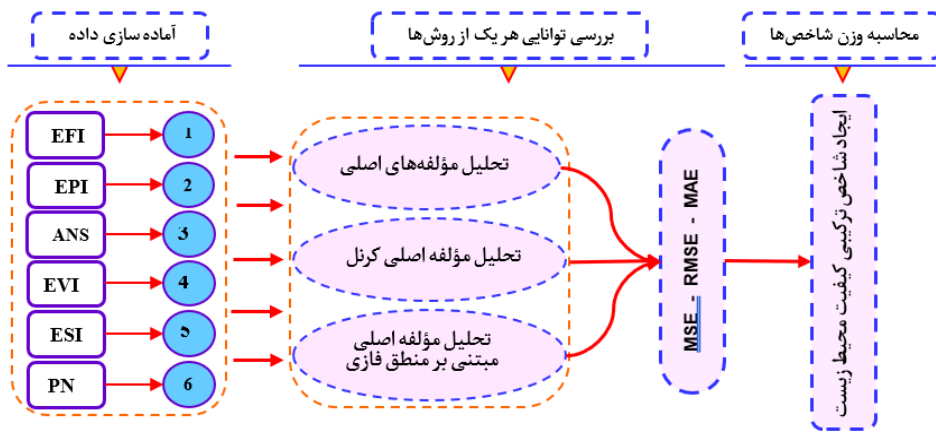 آماده سازی داده
بررسی توانایی هر یک از روش‌ها
محاسبه وزن شاخص‌ها
EFI
1
EPI
2
ANS
3
EVI
4
ESI
5
PN
6
تحلیل مؤلفه‌های اصلی
تحلیل مؤلفه اصلی کرنل
تحلیل مؤلفه اصلی
مبتنی بر منطق فازی
MSE - RMSE - MAE
ایجاد شاخص ترکیبی کیفیت محیط زیست